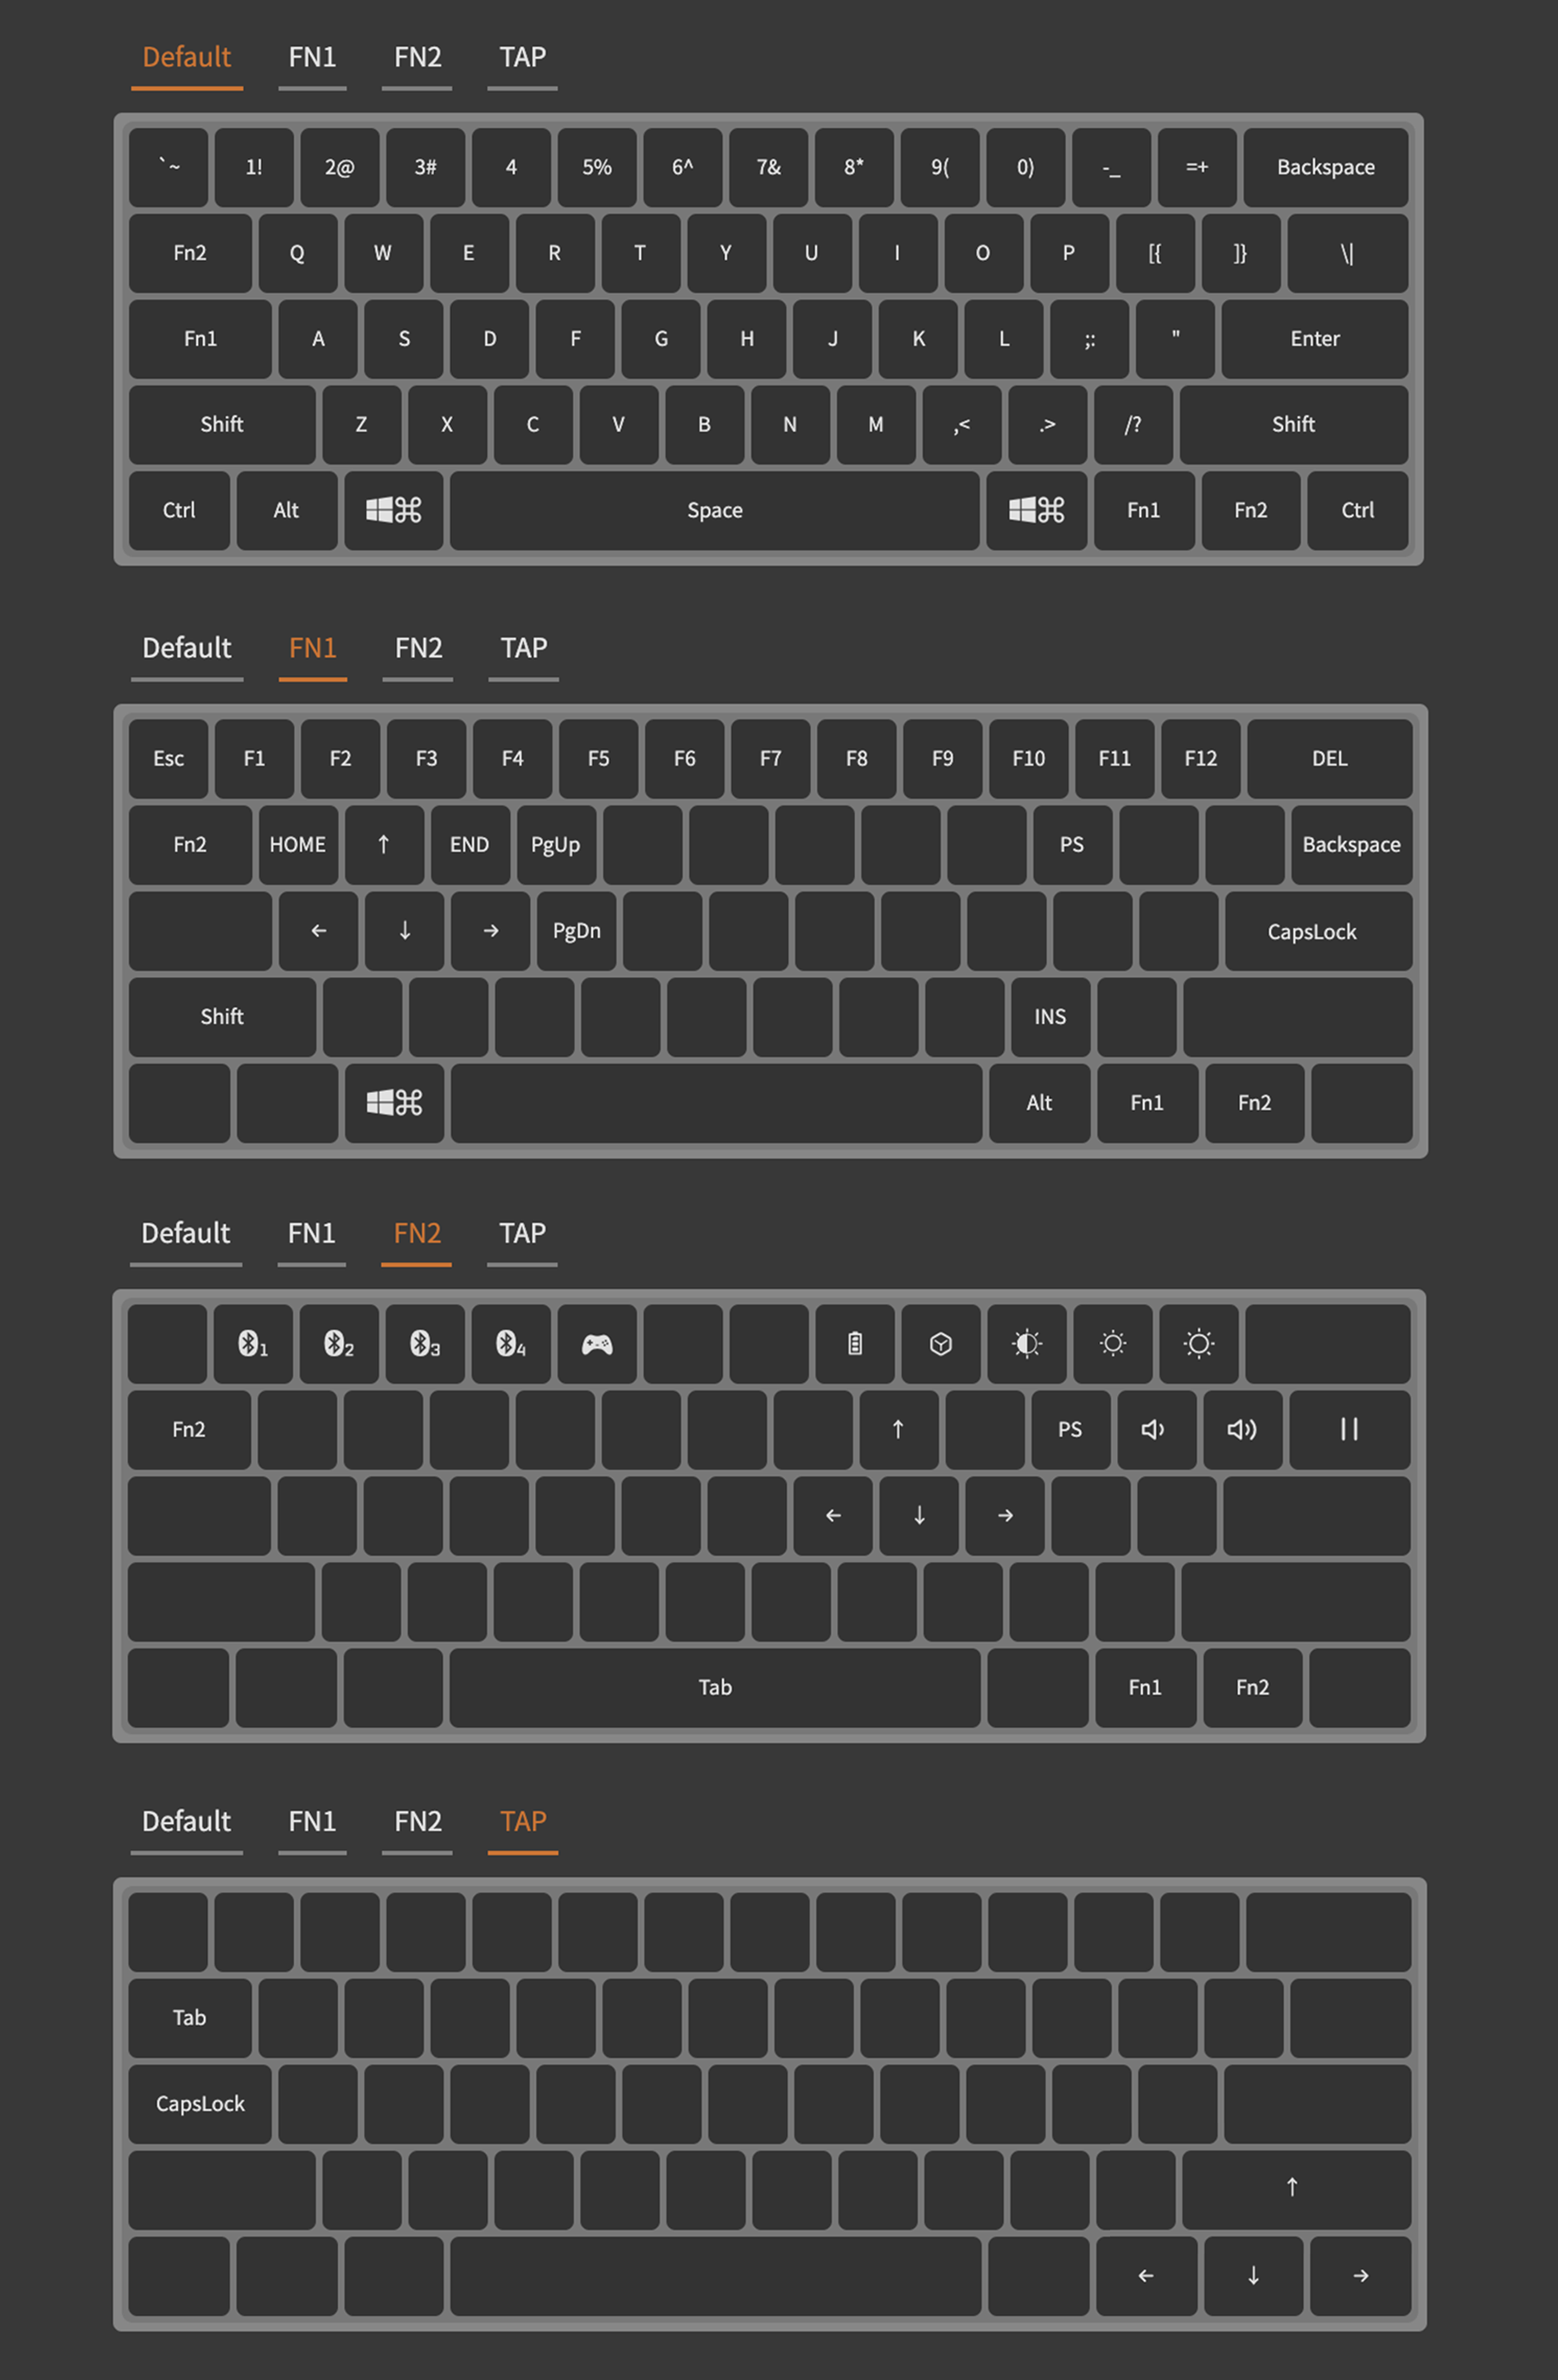 Default FN1 FN2 TAP
`~ 1! 2@ 3# 4 5% 6^ 7& 8* 9( 0) -_ =+ Backspace
Fn2 Q W E R T Y U I O P [{ ]} \|
Fn1 A S D F G H J K L ;: " Enter
Shift Z X C V B N M ,< .> /? Shift
Ctrl Alt ⌘ Space ⌘ Fn1 Fn2 Ctrl
Default FN1 FN2 TAP
Esc F1 F2 F3 F4 F5 F6 F7 F8 F9 F10 F11 F12 DEL
Fn2 HOME ↑ END PgUp PS Backspace
← ↓ → PgDn CapsLock
Shift INS
⌘ Alt Fn1 Fn2
Default FN1 FN2 TAP
1 2 3 4
Fn2 ↑ PS
← ↓ →
Tab Fn1 Fn2
Default FN1 FN2 TAP
Tab
CapsLock
↑
← ↓ →